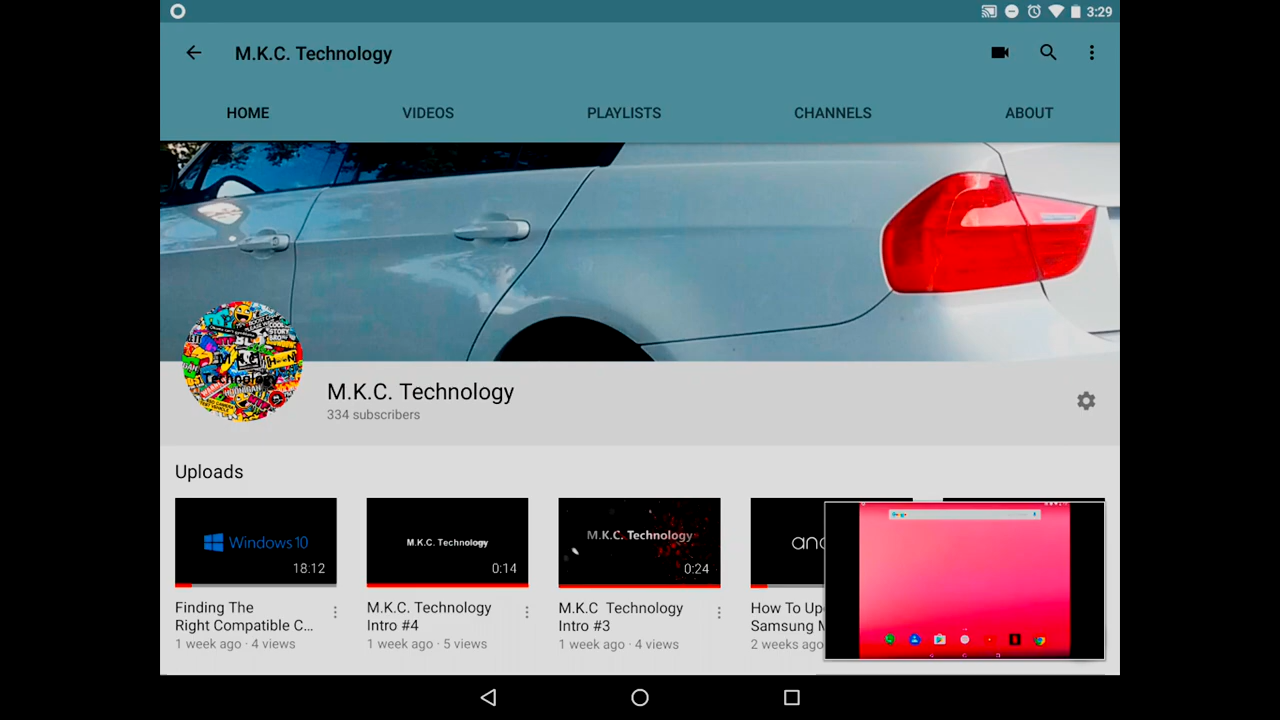 3:29
M.K.C. Technology
HOME
VIDEOS
PLAYLISTS
CHANNELS
ABOUT
M.K.C. Technology
334 subscribers
Uploads
Windows 10
18:12
M.K.C. Technology
0:14
M.K.C. Technology
0:24
Finding The
Right Compatible C...
1 week ago · 4 views
M.K.C. Technology
Intro #4
1 week ago · 5 views
M.K.C Technology
Intro #3
1 week ago · 4 views
How To Up
Samsung
2 weeks ago